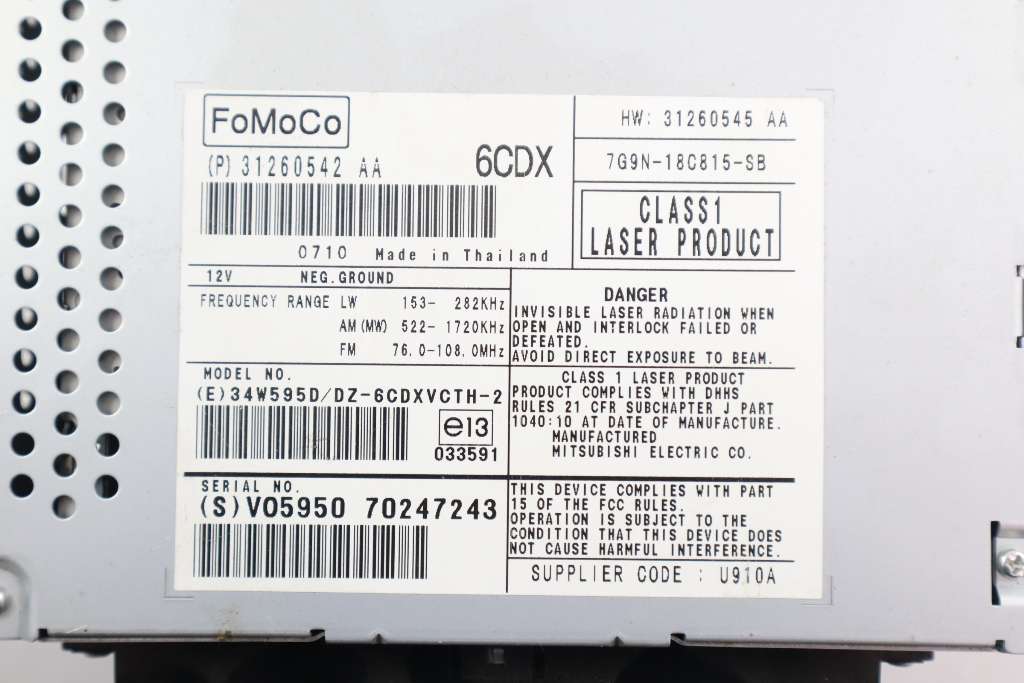 FoMoCo
(P) 31260542 AA
6CDX
0710 Made in Thailand
HW: 31260545 AA
7G9N-18C815-SB
CLASS1
LASER PRODUCT
12V NEG.GROUND
FREQUENCY RANGE LW 153- 282KHz
AM(MW) 522- 1720KHz
FM 76.0-108.0MHz
DANGER
INVISIBLE LASER RADIATION WHEN
OPEN AND INTERLOCK FAILED OR
DEFEATED.
AVOID DIRECT EXPOSURE TO BEAM.
MODEL NO.
(E)34W595D/DZ-6CDXVCTH-2
e13
033591
CLASS 1 LASER PRODUCT
PRODUCT COMPLIES WITH DHHS
RULES 21 CFR SUBCHAPTER J PART
1040:10 AT DATE OF MANUFACTURE.
MANUFACTURED
MITSUBISHI ELECTRIC CO.
SERIAL NO.
(S)V05950 70247243
THIS DEVICE COMPLIES WITH PART
15 OF THE FCC RULES.
OPERATION IS SUBJECT TO THE
CONDITION THAT THIS DEVICE DOES
NOT CAUSE HARMFUL INTERFERENCE.
SUPPLIER CODE : U910A